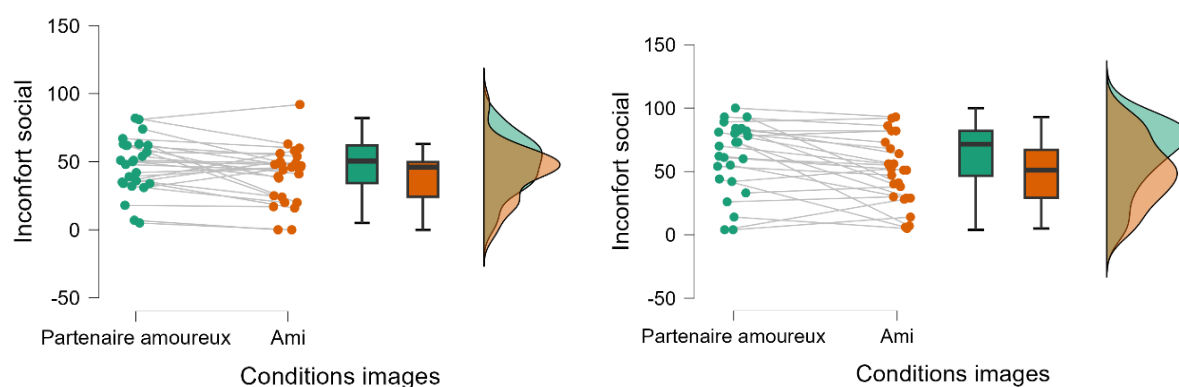 150
100
50
0
-50
Inconfort social
Partenaire amoureux
Ami
Conditions images
150
100
50
0
-50
Inconfort social
Partenaire amoureux
Ami
Conditions images